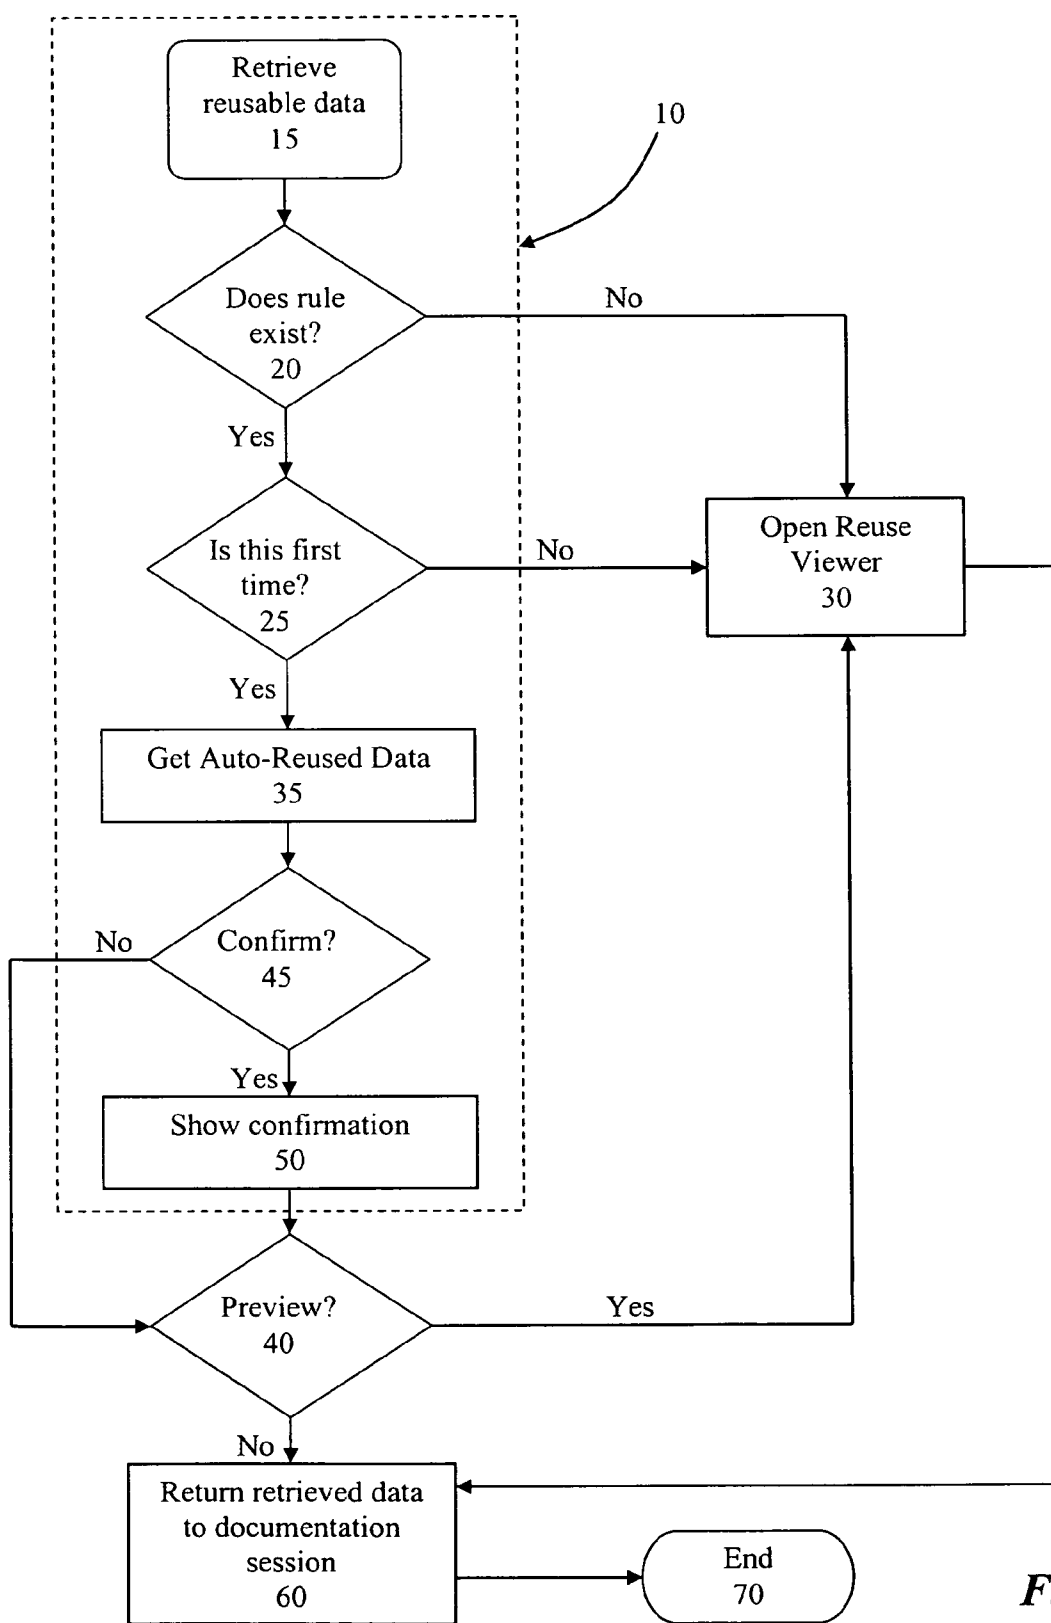 Retrieve
reusable data
15
10
Does rule
exist?
20
No
Yes
Is this first
time?
25
No
Open Reuse
Viewer
30
Yes
Get Auto-Reused Data
35
No
Confirm?
45
Yes
Show confirmation
50
Preview?
40
Yes
No
Return retrieved data
to documentation
session
60
End
70